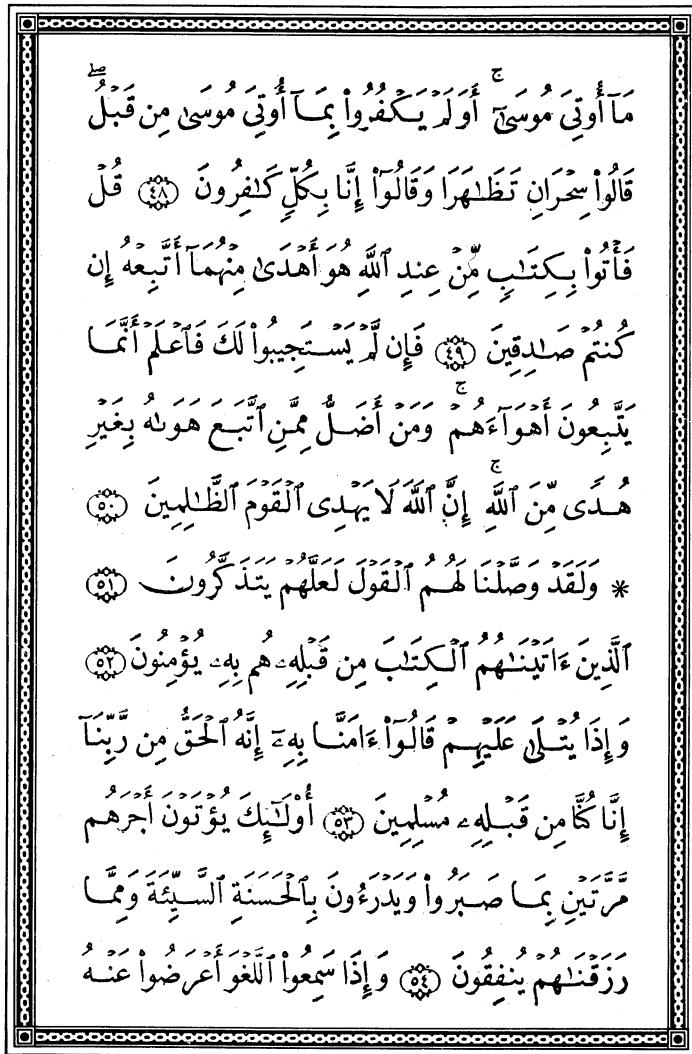 مَآ أُوتِىَ مُوسَىٰٓ ۚ أَوَلَمْ يَكْفُرُوا۟ بِمَآ أُوتِىَ مُوسَىٰ مِن قَبْلُ ۖ
قَالُوا۟ سِحْرَانِ تَظَـٰهَرَا وَقَالُوٓا۟ إِنَّا بِكُلٍّ كَـٰفِرُونَ ﴿٤٨﴾ قُلْ
فَأْتُوا۟ بِكِتَـٰبٍ مِّنْ عِندِ ٱللَّهِ هُوَ أَهْدَىٰ مِنْهُمَآ أَتَّبِعْهُ إِن
كُنتُمْ صَـٰدِقِينَ ﴿٤٩﴾ فَإِن لَّمْ يَسْتَجِيبُوا۟ لَكَ فَٱعْلَمْ أَنَّمَا
يَتَّبِعُونَ أَهْوَآءَهُمْ ۚ وَمَنْ أَضَلُّ مِمَّنِ ٱتَّبَعَ هَوَىٰهُ بِغَيْرِ
هُدًى مِّنَ ٱللَّهِ ۚ إِنَّ ٱللَّهَ لَا يَهْدِى ٱلْقَوْمَ ٱلظَّـٰلِمِينَ ﴿٥٠﴾
* وَلَقَدْ وَصَّلْنَا لَهُمُ ٱلْقَوْلَ لَعَلَّهُمْ يَتَذَكَّرُونَ ﴿٥١﴾
ٱلَّذِينَ ءَاتَيْنَـٰهُمُ ٱلْكِتَـٰبَ مِن قَبْلِهِۦ هُم بِهِۦ يُؤْمِنُونَ ﴿٥٢﴾
وَإِذَا يُتْلَىٰ عَلَيْهِمْ قَالُوٓا۟ ءَامَنَّا بِهِۦٓ إِنَّهُ ٱلْحَقُّ مِن رَّبِّنَآ
إِنَّا كُنَّا مِن قَبْلِهِۦ مُسْلِمِينَ ﴿٥٣﴾ أُو۟لَـٰٓئِكَ يُؤْتَوْنَ أَجْرَهُم
مَّرَّتَيْنِ بِمَا صَبَرُوا۟ وَيَدْرَءُونَ بِٱلْحَسَنَةِ ٱلسَّيِّئَةَ وَمِمَّا
رَزَقْنَـٰهُمْ يُنفِقُونَ ﴿٥٤﴾ وَإِذَا سَمِعُوا۟ ٱللَّغْوَ أَعْرَضُوا۟ عَنْهُ